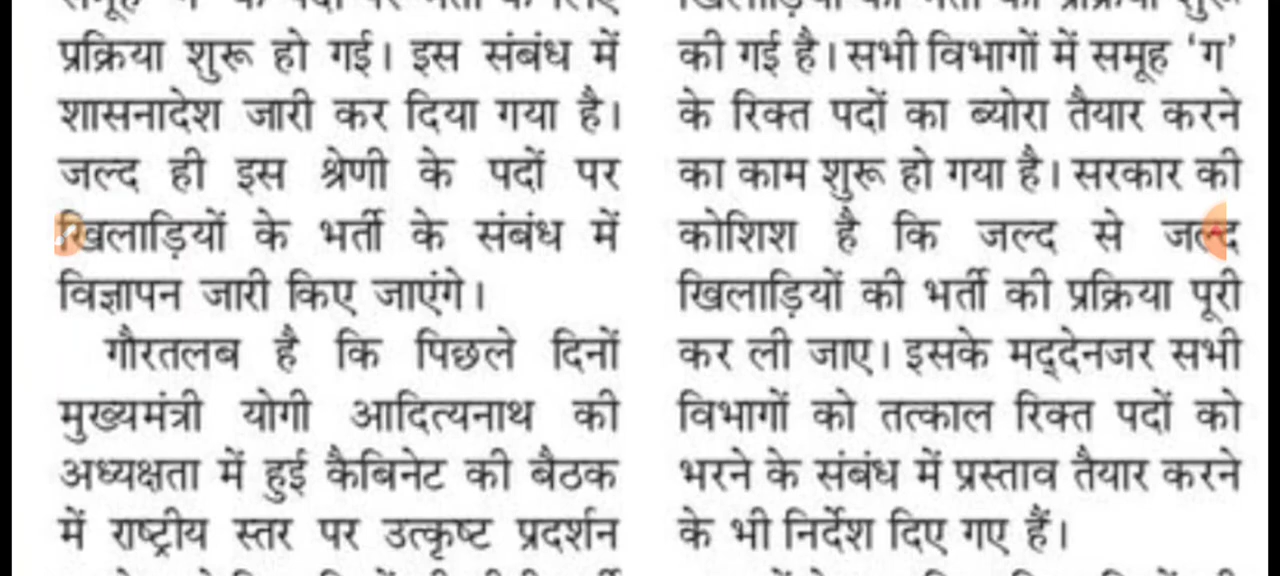 प्रक्रिया शुरू हो गई। इस संबंध में
शासनादेश जारी कर दिया गया है।
जल्द ही इस श्रेणी के पदों पर
खिलाड़ियों के भर्ती के संबंध में
विज्ञापन जारी किए जाएंगे।
गौरतलब है कि पिछले दिनों
मुख्यमंत्री योगी आदित्यनाथ की
अध्यक्षता में हुई कैबिनेट की बैठक
में राष्ट्रीय स्तर पर उत्कृष्ट प्रदर्शन
की गई है। सभी विभागों में समूह ‘ग’
के रिक्त पदों का ब्योरा तैयार करने
का काम शुरू हो गया है। सरकार की
कोशिश है कि जल्द से जल्द
खिलाड़ियों की भर्ती की प्रक्रिया पूरी
कर ली जाए। इसके मद्देनजर सभी
विभागों को तत्काल रिक्त पदों को
भरने के संबंध में प्रस्ताव तैयार करने
के भी निर्देश दिए गए हैं।